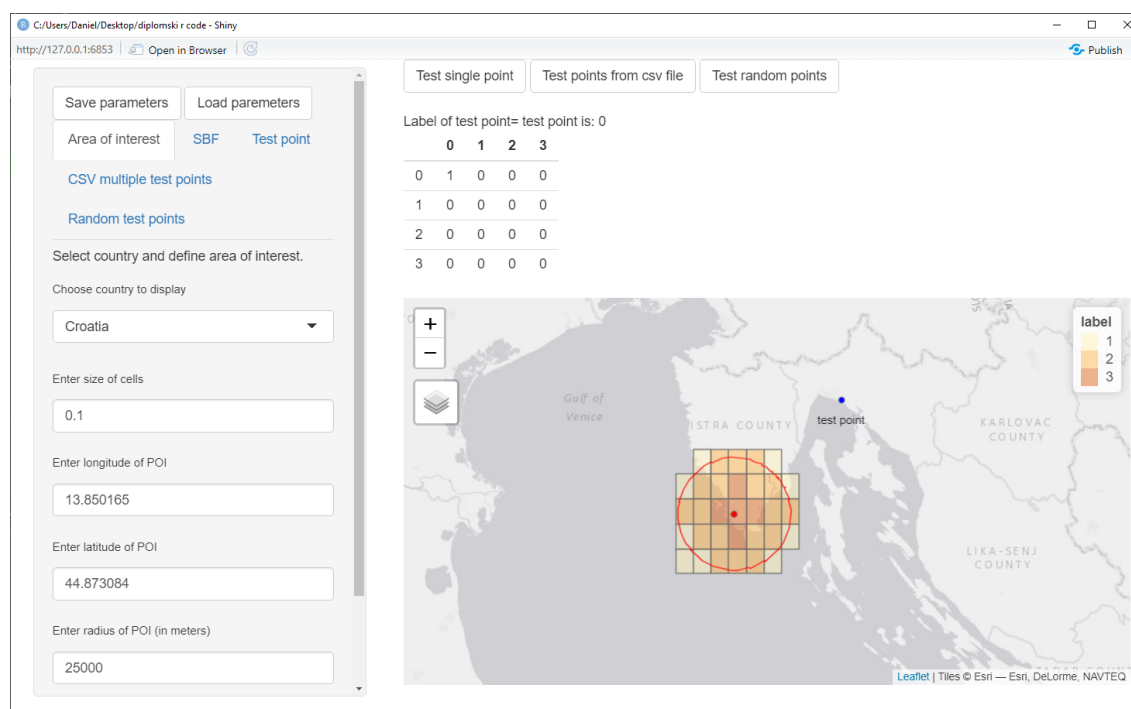 C:/Users/Daniel/Desktop/diplomski r code - Shiny
http://127.0.0.1:6853 Open in Browser Publish
Save parameters Load paremeters
Area of interest SBF Test point
CSV multiple test points
Random test points
Select country and define area of interest.
Choose country to display
Croatia
Enter size of cells
0.1
Enter longitude of POI
13.850165
Enter latitude of POI
44.873084
Enter radius of POI (in meters)
25000
Test single point Test points from csv file Test random points
Label of test point= test point is: 0
0 1 2 3
0 1 0 0 0
1 0 0 0 0
2 0 0 0 0
3 0 0 0 0
+
−
label
1
2
3
Gulf of
Venice
ISTRA COUNTY
test point
KARLOVAC
COUNTY
LIKA-SENJ
COUNTY
Leaflet | Tiles © Esri — Esri, DeLorme, NAVTEQ